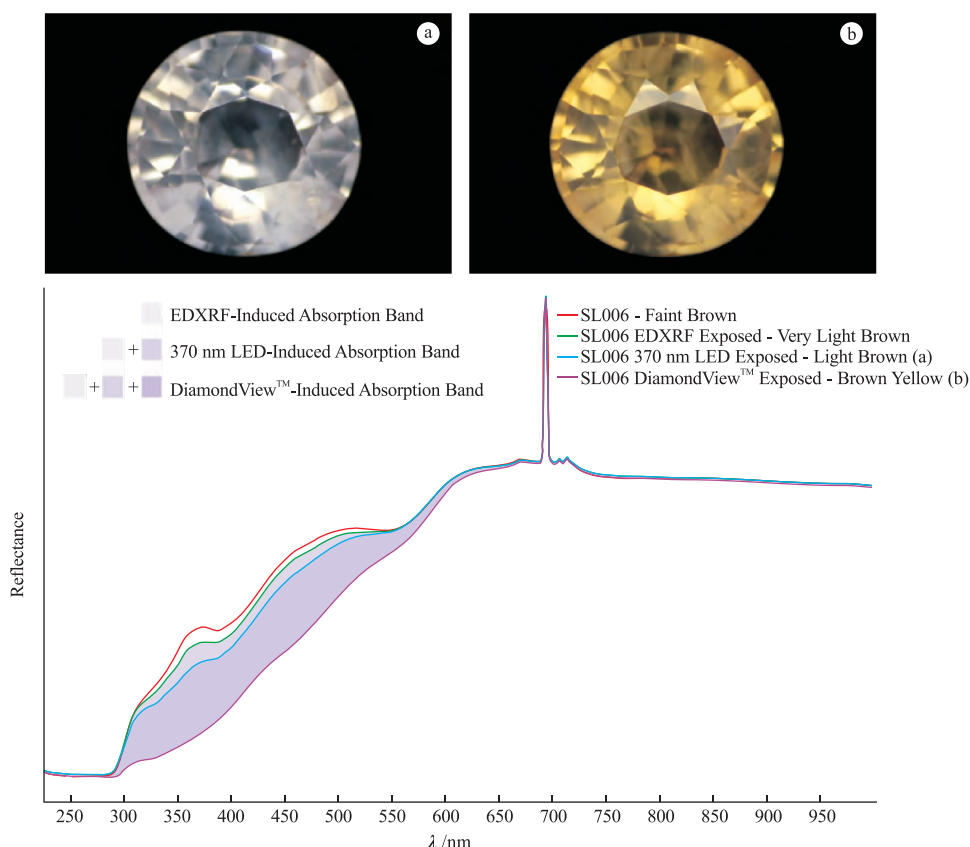 a
b
EDXRF-Induced Absorption Band
+ 370 nm LED-Induced Absorption Band
+ + DiamondView™-Induced Absorption Band
SL006 - Faint Brown
SL006 EDXRF Exposed - Very Light Brown
SL006 370 nm LED Exposed - Light Brown (a)
SL006 DiamondView™ Exposed - Brown Yellow (b)
Reflectance
250 300 350 400 450 500 550 600 650 700 750 800 850 900 950
λ /nm